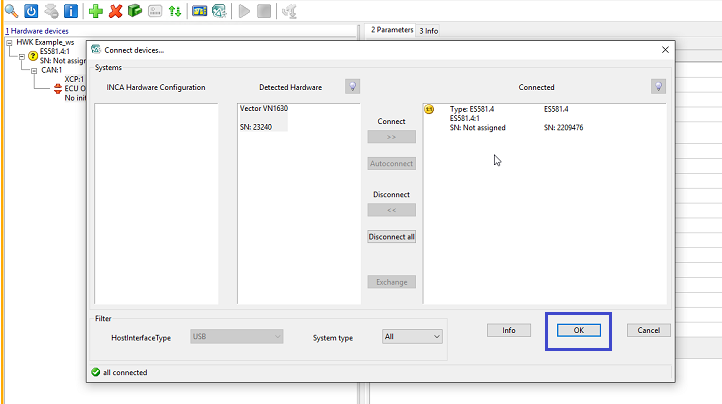 1 Hardware devices
HWK Example_ws
ES581.4:1
SN: Not assign
CAN:1
XCP:1
ECU O
No init
2 Parameters
3 Info
Connect devices...
Systems
INCA Hardware Configuration
Detected Hardware
Connected
Vector VN1630
SN: 23240
Connect
>>
Autoconnect
Disconnect
<<
Disconnect all
Exchange
Type: ES581.4 ES581.4
ES581.4:1
SN: Not assigned SN: 2209476
Filter
HostInterfaceType USB System type All
Info
OK
Cancel
all connected